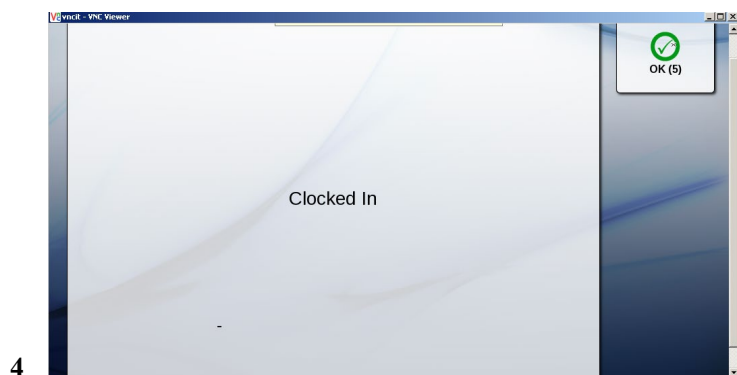 vncit - VNC Viewer
OK (5)
Clocked In
-
4